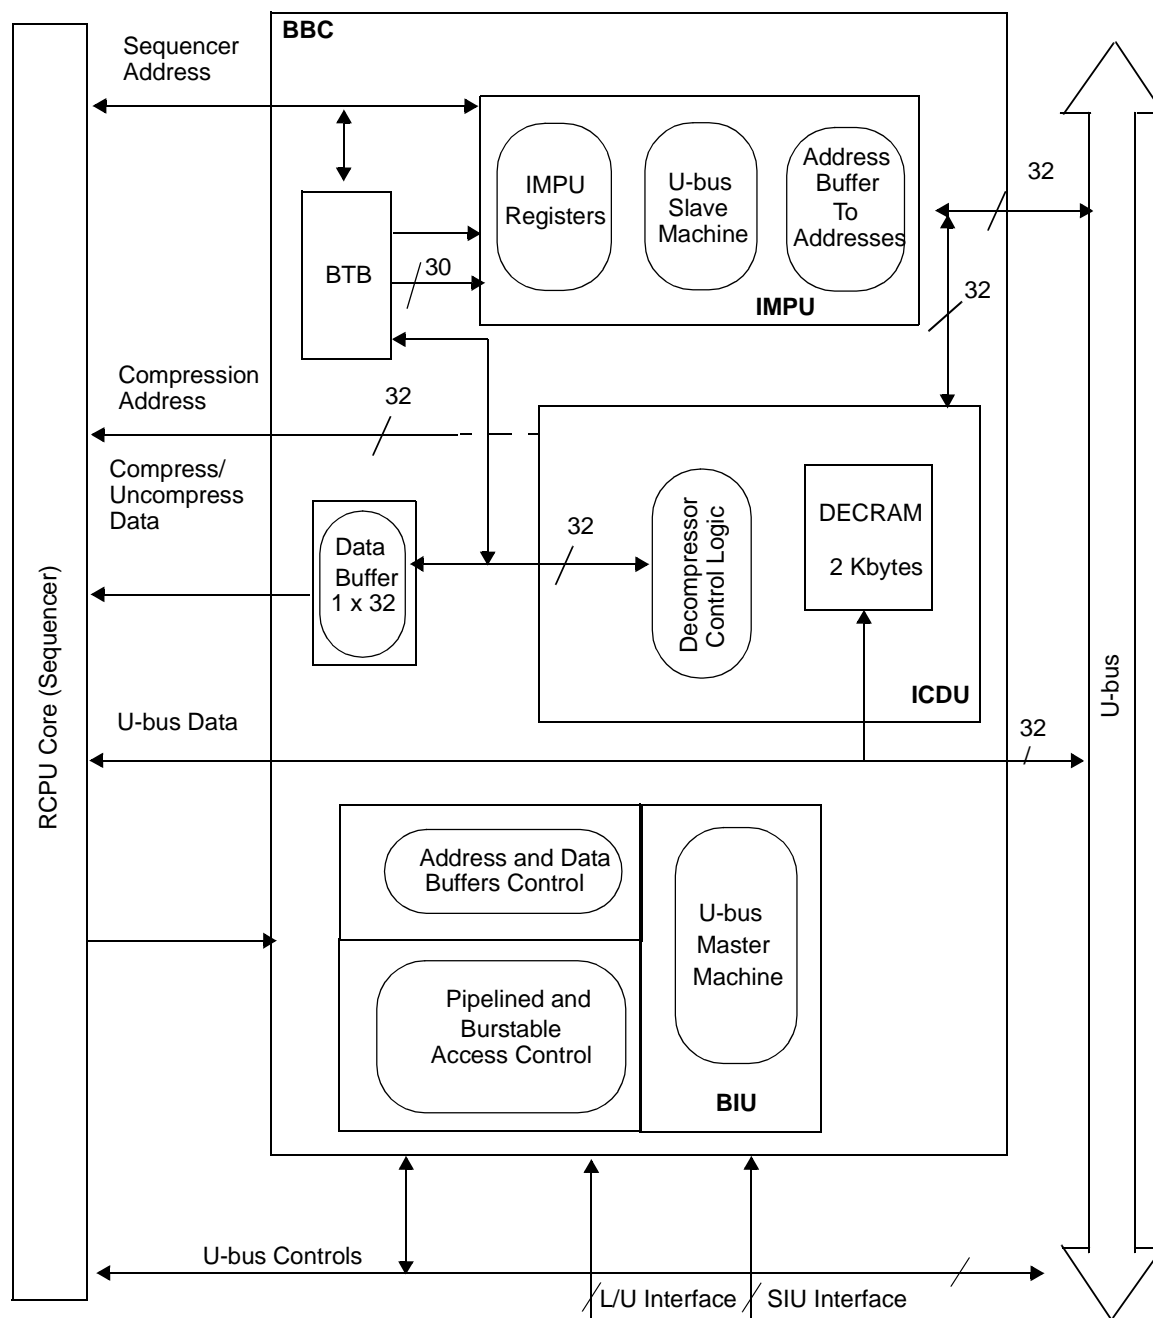 BBC
Sequencer
Address
IMPU
Registers
U-bus
Slave
Machine
Address
Buffer
To
Addresses
IMPU
32
BTB
30
32
Compression
Address
32
Compress/
Uncompress
Data
Data
Buffer
1 x 32
32
Decompressor
Control Logic
DECRAM
2 Kbytes
ICDU
RCPU Core (Sequencer)
U-bus
U-bus Data
32
Address and Data
Buffers Control
U-bus
Master
Machine
Pipelined and
Burstable
Access Control
BIU
U-bus Controls
L/U Interface
SIU Interface